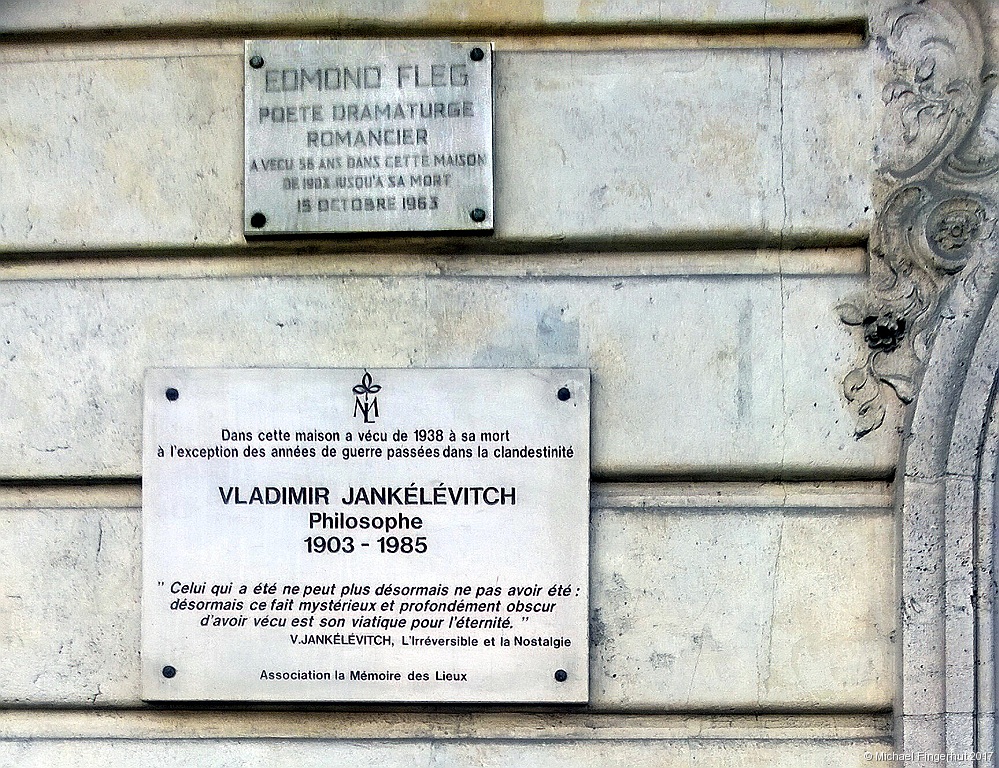 EDMOND FLEG
POETE DRAMATURGE
ROMANCIER
A VECU 56 ANS DANS CETTE MAISON
DE 1903 JUSQU'A SA MORT
15 OCTOBRE 1963
ML
Dans cette maison a vécu de 1938 à sa mort
à l'exception des années de guerre passées dans la clandestinité
VLADIMIR JANKÉLÉVITCH
Philosophe
1903 - 1985
" Celui qui a été ne peut plus désormais ne pas avoir été :
désormais ce fait mystérieux et profondément obscur
d'avoir vécu est son viatique pour l'éternité. "
V.JANKÉLÉVITCH, L'Irréversible et la Nostalgie
Association la Mémoire des Lieux
© Michael Fingerhut 2017